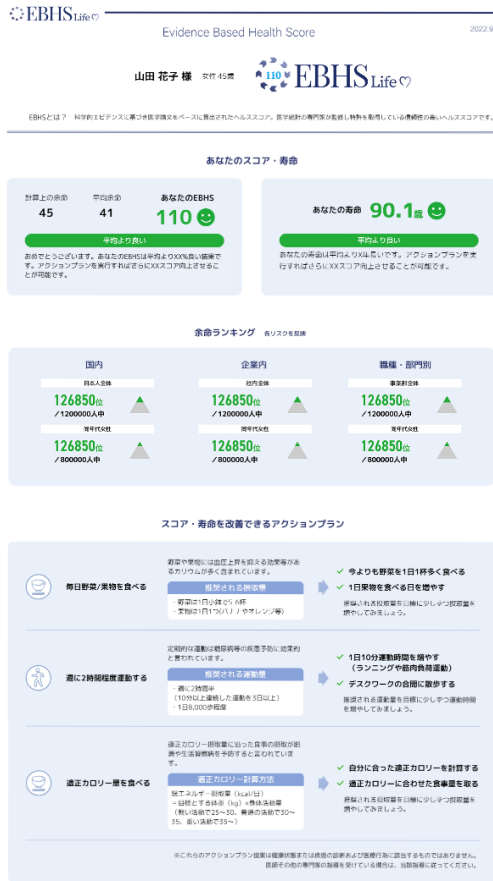 EBHS Life
Evidence Based Health Score
2022.9
山田 花子 様 女性 45歳
110 EBHS Life
EBHSとは？ 科学的エビデンスに基づき医学論文をベースに算出されたヘルススコア。医学統計の専門家が監修し特許を取得している信頼性の高いヘルススコアです。
あなたのスコア・寿命
計算上の余命 平均余命 あなたのEBHS
45 41 110
平均より良い
おめでとうございます。あなたのEBHSは平均よりXX%良い結果で
す。アクションプランを実行すればさらにXXスコア向上させるこ
とが可能です。
あなたの寿命 90.1歳
平均より良い
あなたの寿命は平均よりX年長いです。アクションプランを実
行すればさらにXXスコア向上させることが可能です。
余命ランキング 各リスクを反映
国内 企業内 職種・部門別
日本人全体 社内全体 事業部全体
126850位 126850位 126850位
／1200000人中 ／1200000人中 ／1200000人中
同年代女性 同年代女性 同年代女性
126850位 126850位 126850位
／800000人中 ／800000人中 ／800000人中
スコア・寿命を改善できるアクションプラン
毎日野菜/果物を食べる
野菜や果物には血圧上昇を抑える効果等があ
るカリウムが多く含まれています。
推奨される摂取量
・野菜は1日小鉢で5-6杯
・果物は1日1つ(バナナやオレンジ等)
今よりも野菜を1日1杯多く食べる
1日果物を食べる日を増やす
推奨される摂取量を目標に少しずつ摂取量を
増やしてみましょう。
週に2時間程度運動する
定期的な運動は糖尿病等の疾患予防に効果的
と言われています。
推奨される運動量
・週に2時間半
（10分以上連続した運動を3日以上）
・1日8,000歩程度
1日10分運動時間を増やす
（ランニングや筋肉負荷運動）
デスクワークの合間に散歩する
推奨される運動量を目標に少しずつ運動時間
を増やしてみましょう。
適正カロリー量を食べる
適正カロリー摂取量に沿った食事の摂取が肥
満や生活習慣病を予防すると言われていま
す。
適正カロリー計算方法
総エネルギー摂取量（kcal/日）
＝目標とする体重（kg）×身体活動量
（軽い活動で25〜30、普通の活動で30〜
35、重い活動で35〜）
自分に合った適正カロリーを計算する
適正カロリーに合わせた食事量を取る
推奨される摂取量を目標に少しずつ摂取量を
増やしてみましょう。
※これらのアクションプラン提案は健康状態または疾患の診断および医療行為に該当するものではありません。
医師その他の専門家の指導を受けている場合は、当該指導に従ってください。